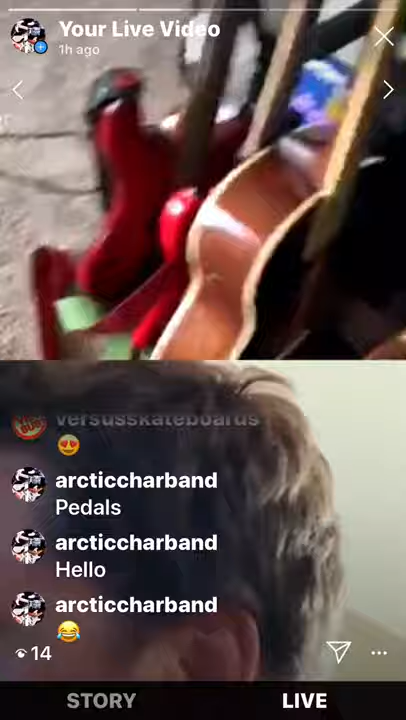 Your Live Video
1h ago
versusskateboards
😍
arcticcharband
Pedals
arcticcharband
Hello
arcticcharband
😂
14
STORY
LIVE